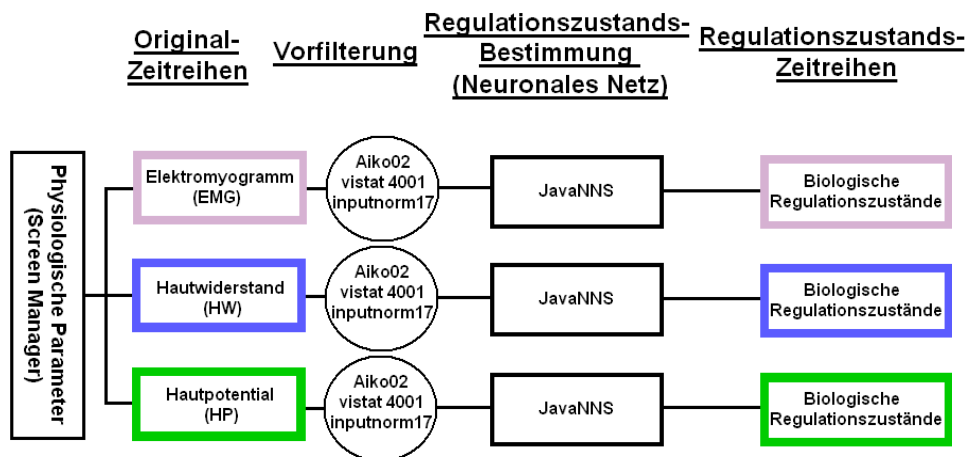 Original-
Zeitreihen
Vorfilterung
Regulationszustands-
Bestimmung
(Neuronales Netz)
Regulationszustands-
Zeitreihen
Physiologische Parameter
(Screen Manager)
Elektromyogramm
(EMG)
Aiko02
vistat 4001
inputnorm17
JavaNNS
Biologische
Regulationszustände
Hautwiderstand
(HW)
Aiko02
vistat 4001
inputnorm17
JavaNNS
Biologische
Regulationszustände
Hautpotential
(HP)
Aiko02
vistat 4001
inputnorm17
JavaNNS
Biologische
Regulationszustände